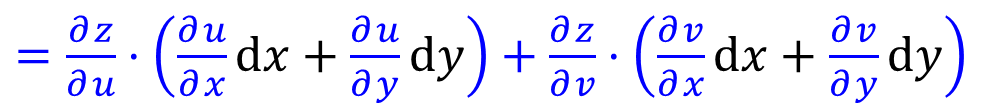 = ∂z/∂u · (∂u/∂x dx + ∂u/∂y dy) + ∂z/∂v · (∂v/∂x dx + ∂v/∂y dy)